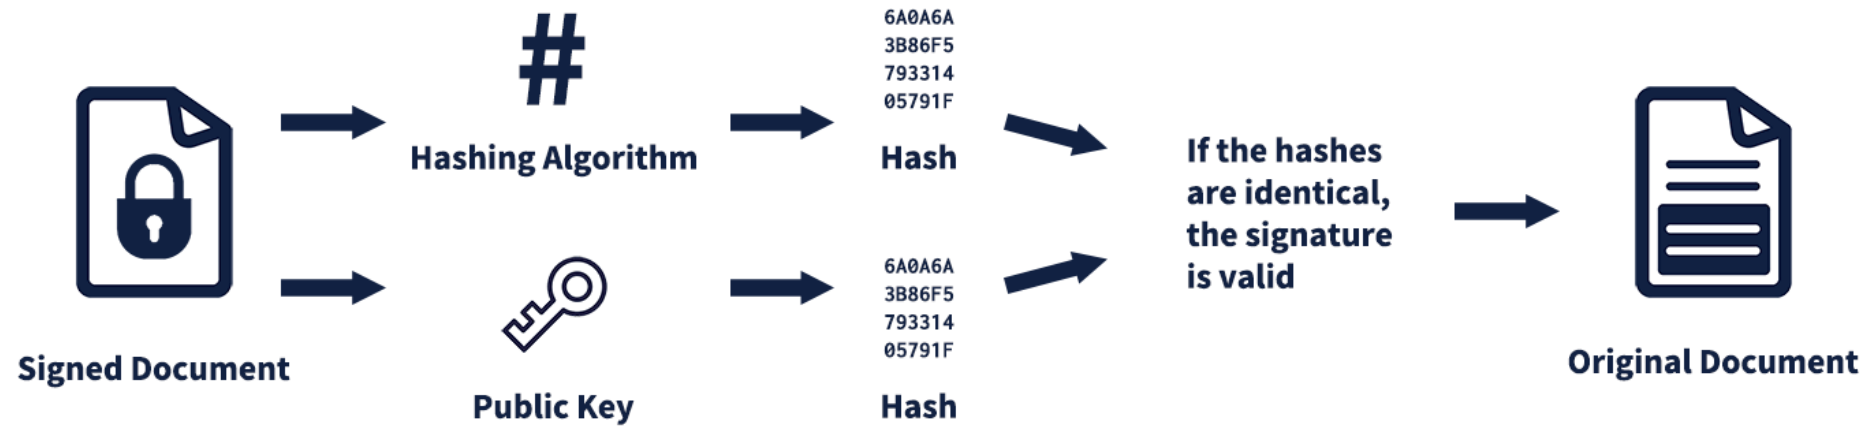 #
Hashing Algorithm
6A0A6A
3B86F5
793314
05791F
Hash
Signed Document
Public Key
6A0A6A
3B86F5
793314
05791F
Hash
If the hashes
are identical,
the signature
is valid
Original Document